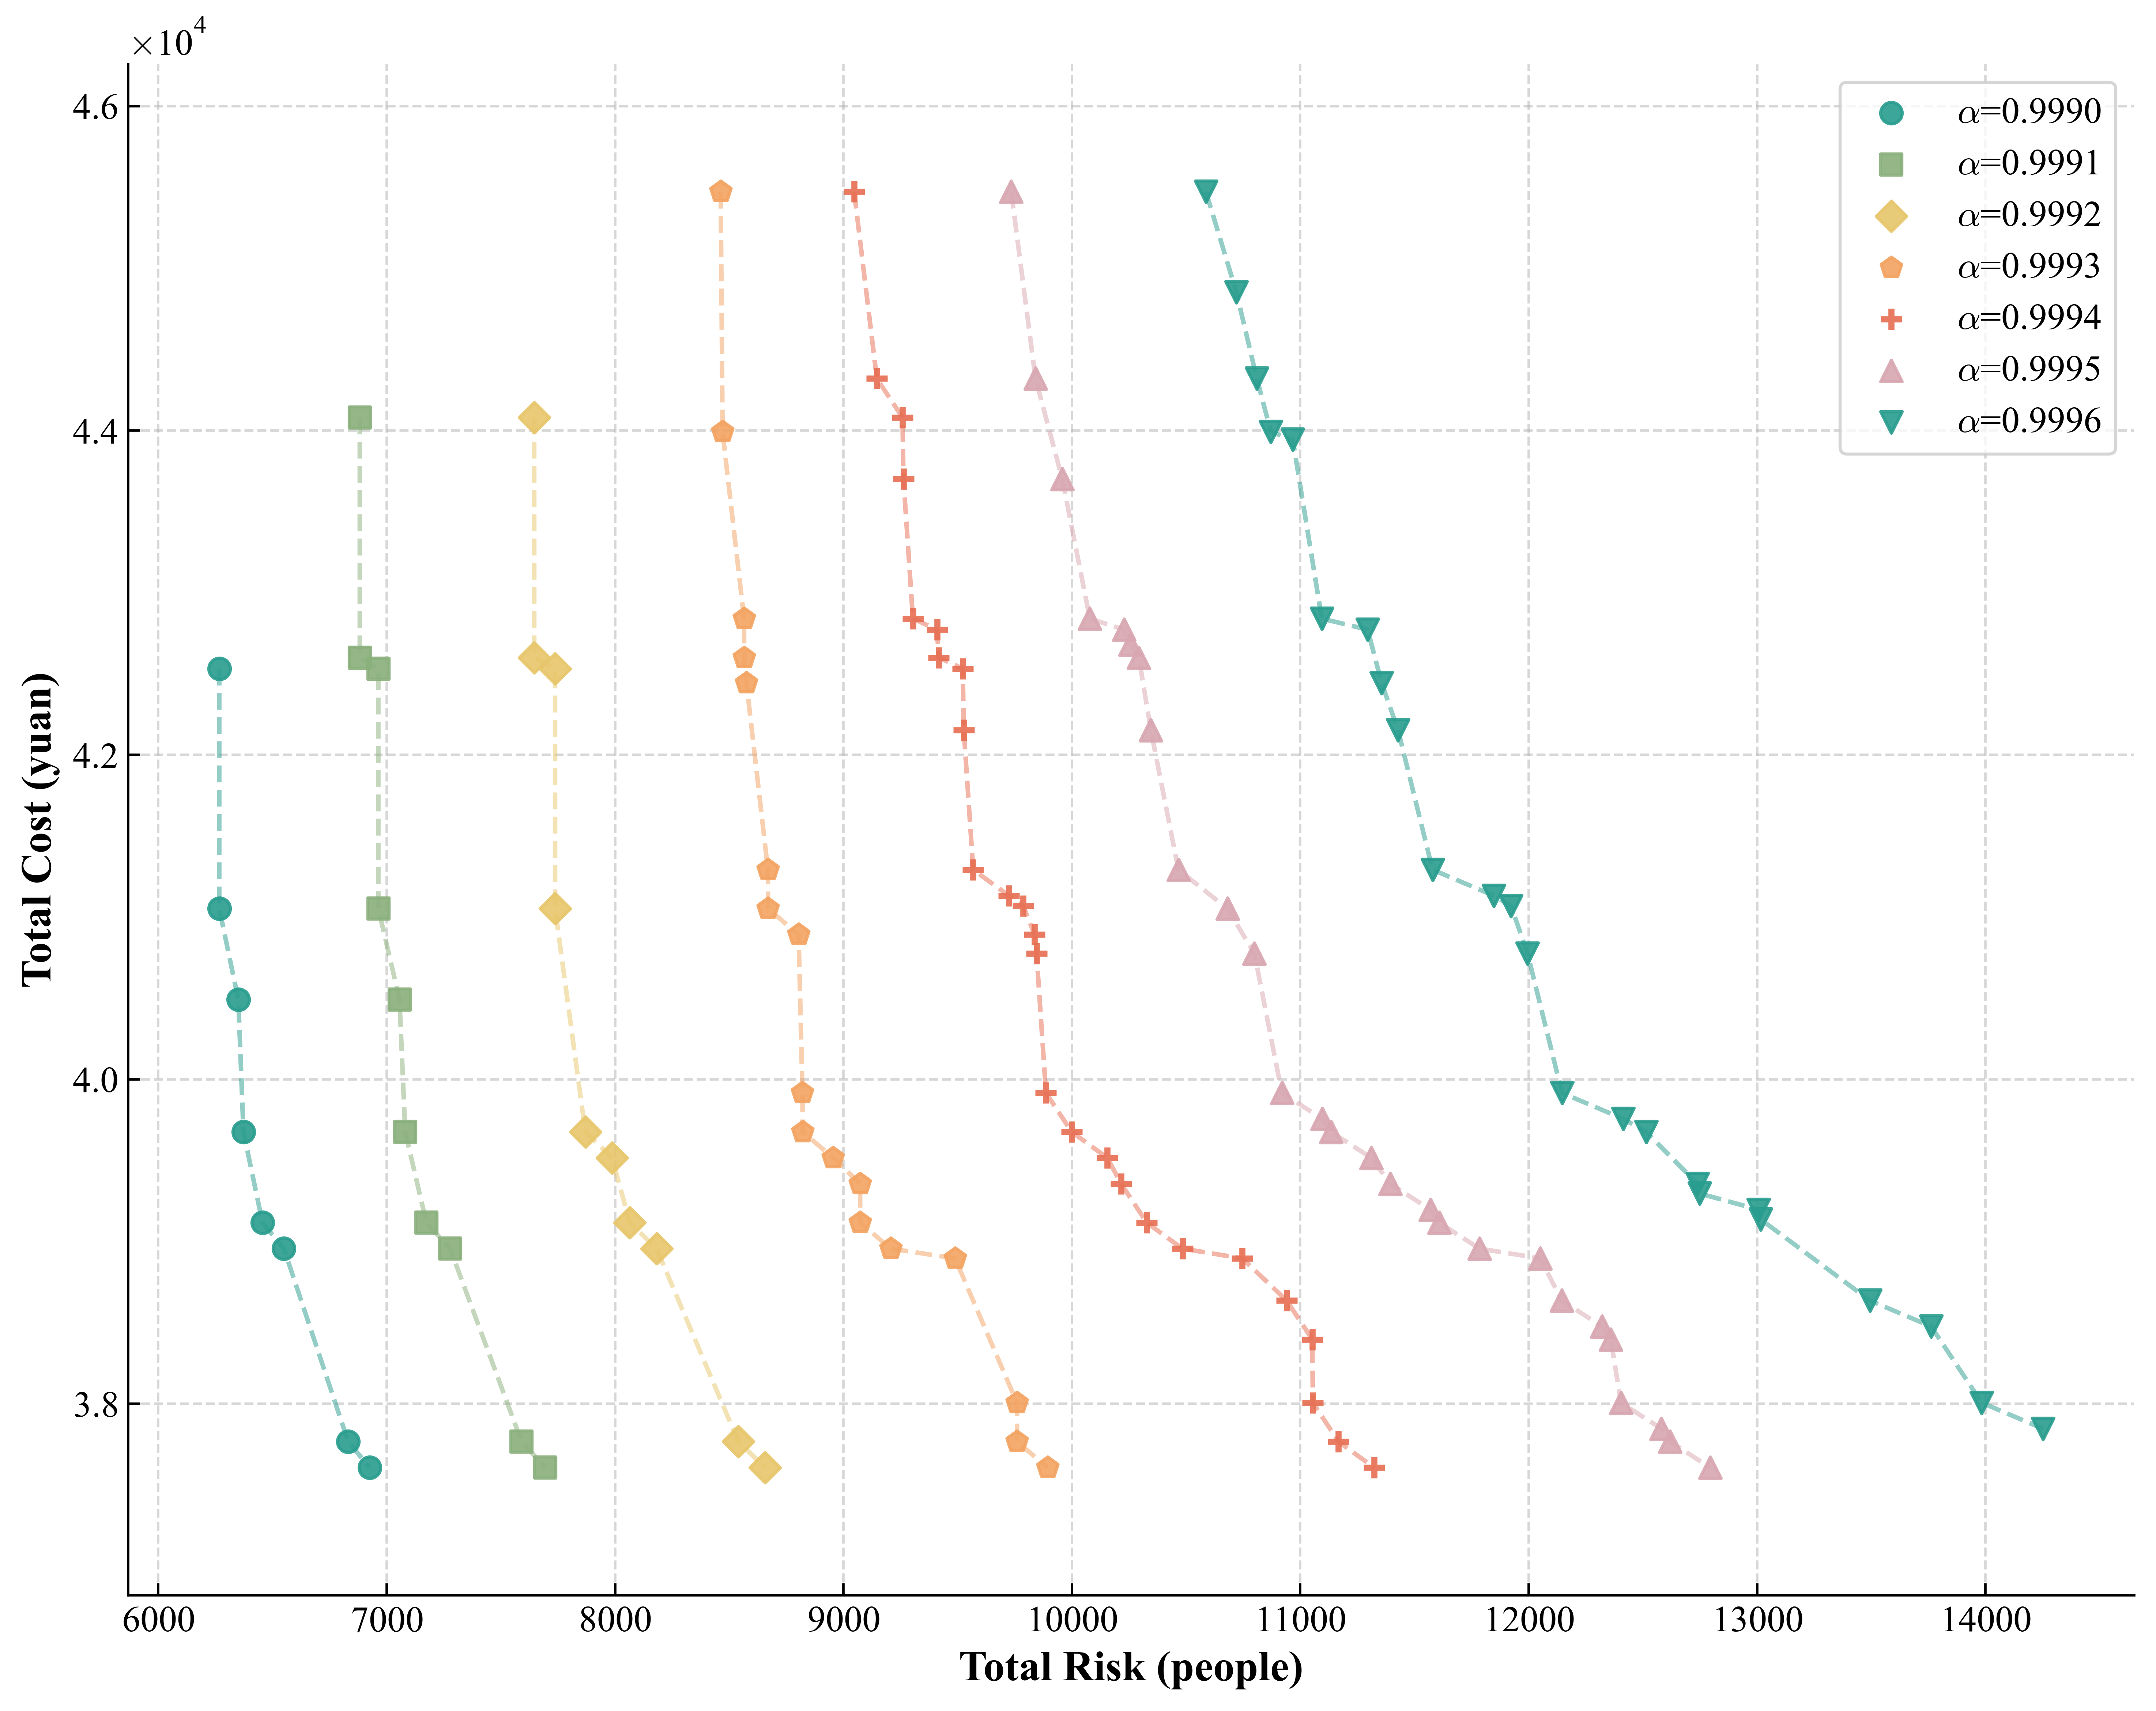 ×10⁴
4.6
4.4
4.2
4.0
3.8
Total Cost (yuan)
6000 7000 8000 9000 10000 11000 12000 13000 14000
Total Risk (people)
α=0.9990
α=0.9991
α=0.9992
α=0.9993
α=0.9994
α=0.9995
α=0.9996